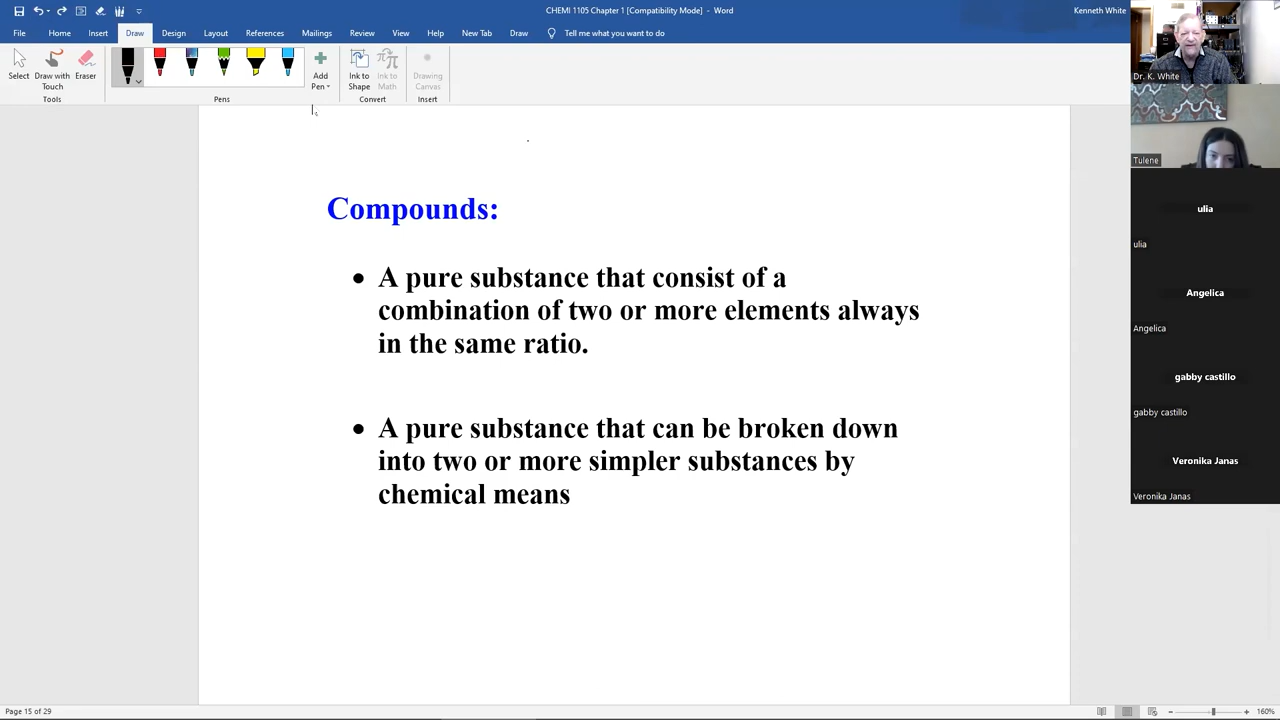 CHEMI 1105 Chapter 1 [Compatibility Mode] - Word
Kenneth White
File Home Insert Draw Design Layout References Mailings Review View Help New Tab Draw Tell me what you want to do
Select
Draw with
Touch
Eraser
Add
Pen
Ink to
Shape
Ink to
Math
Drawing
Canvas
Tools
Pens
Convert
Insert
Dr. K. White
Tulene
ulia
ulia
Angelica
Angelica
gabby castillo
gabby castillo
Veronika Janas
Veronika Janas
Compounds:
• A pure substance that consist of a
combination of two or more elements always
in the same ratio.
• A pure substance that can be broken down
into two or more simpler substances by
chemical means
Page 15 of 29
160%